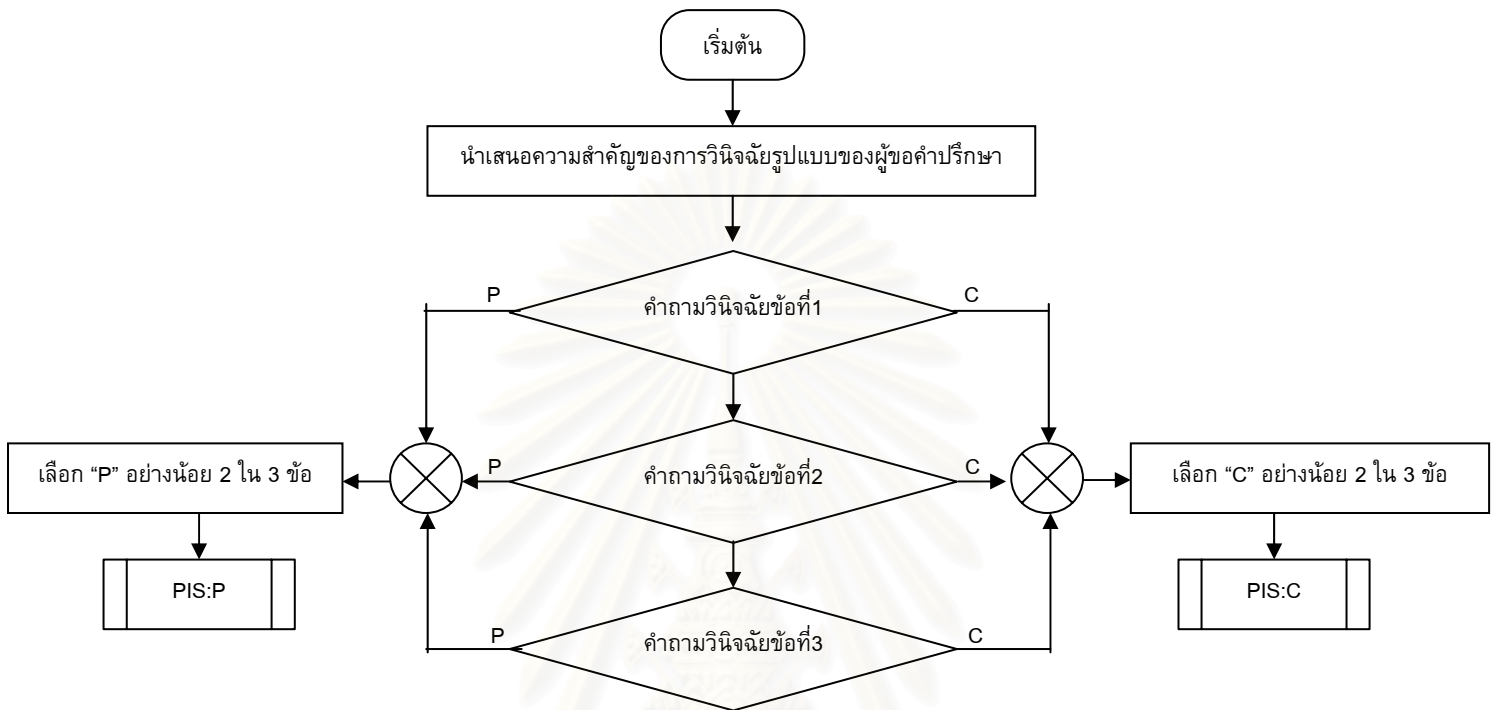 เริ่มต้น
นำเสนอความสำคัญของการวินิจฉัยรูปแบบของผู้ขอคำปรึกษา
P
คำถามวินิจฉัยข้อที่1
C
เลือก “P” อย่างน้อย 2 ใน 3 ข้อ
P
คำถามวินิจฉัยข้อที่2
C
เลือก “C” อย่างน้อย 2 ใน 3 ข้อ
PIS:P
PIS:C
P
คำถามวินิจฉัยข้อที่3
C